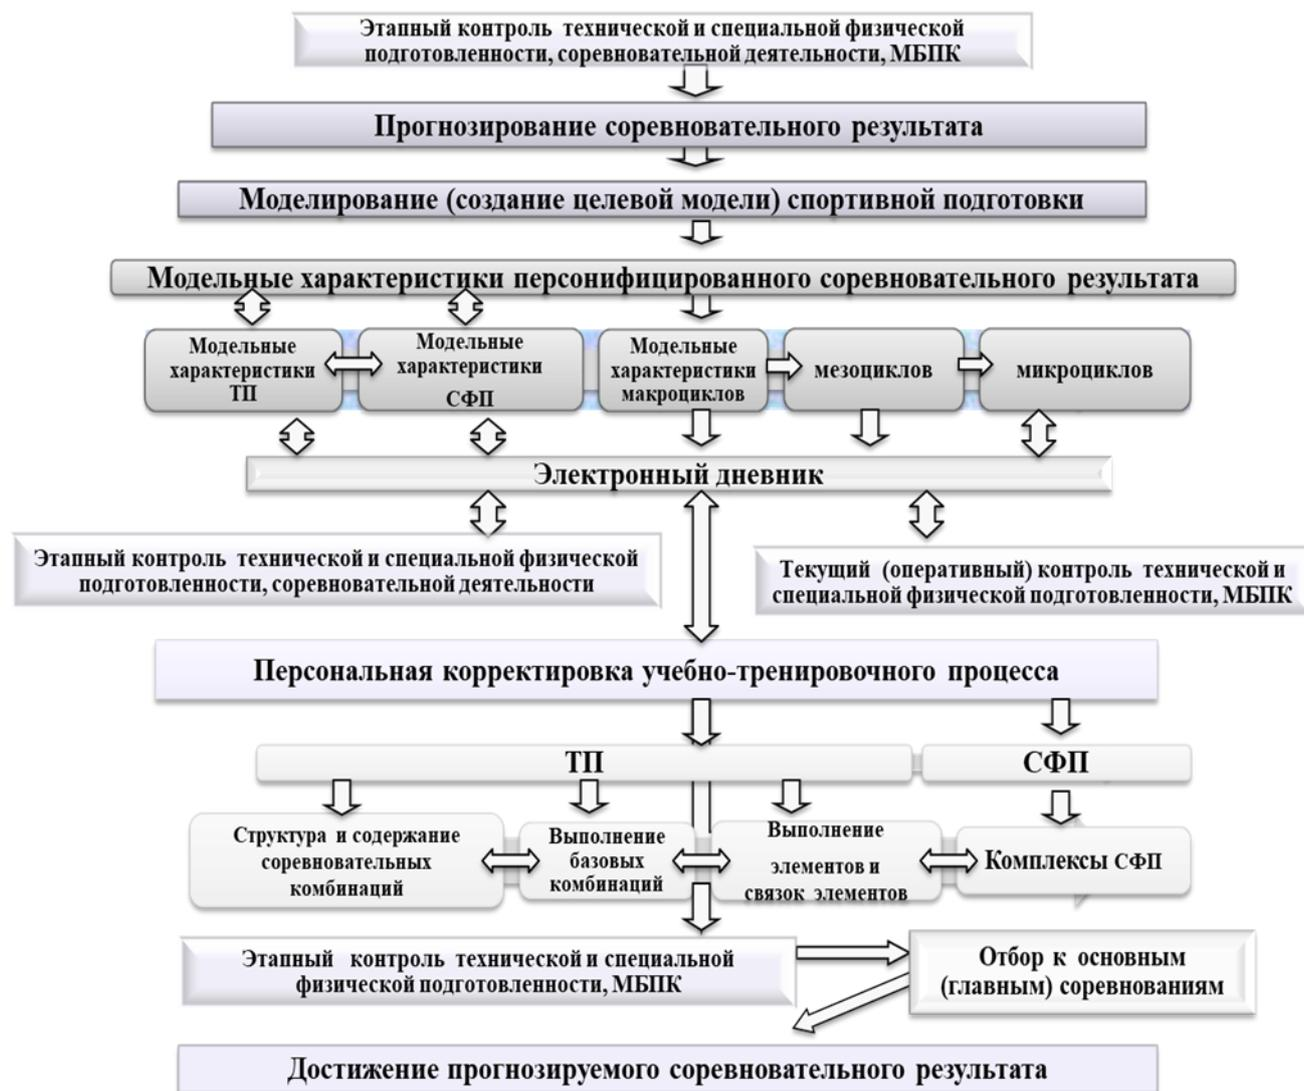 Этапный контроль технической и специальной физической
подготовленности, соревновательной деятельности, МБПК
Прогнозирование соревновательного результата
Моделирование (создание целевой модели) спортивной подготовки
Модельные характеристики персонифицированного соревновательного результата
Модельные
характеристики
ТП
Модельные
характеристики
СФП
Модельные
характеристики
макроциклов
мезоциклов
микроциклов
Электронный дневник
Этапный контроль технической и специальной физической
подготовленности, соревновательной деятельности
Текущий (оперативный) контроль технической и
специальной физической подготовленности, МБПК
Персональная корректировка учебно-тренировочного процесса
ТП
СФП
Структура и содержание
соревновательных
комбинаций
Выполнение
базовых
комбинаций
Выполнение
элементов и
связок элементов
Комплексы СФП
Этапный контроль технической и специальной
физической подготовленности, МБПК
Отбор к основным
(главным) соревнованиям
Достижение прогнозируемого соревновательного результата